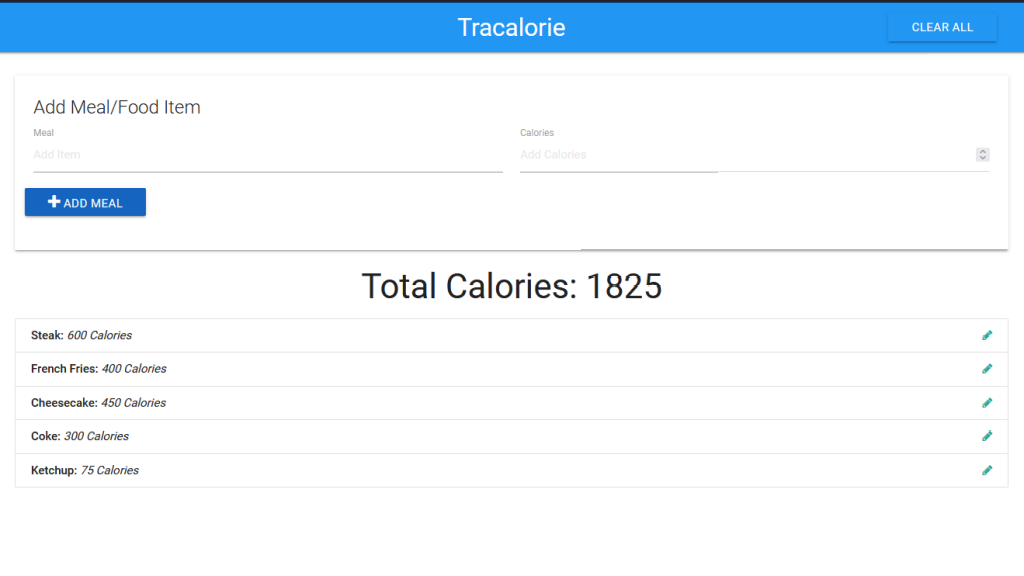 Tracalorie
CLEAR ALL
Add Meal/Food Item
Meal
Calories
Add Item
Add Calories
ADD MEAL
Total Calories: 1825
Steak: 600 Calories
French Fries: 400 Calories
Cheesecake: 450 Calories
Coke: 300 Calories
Ketchup: 75 Calories